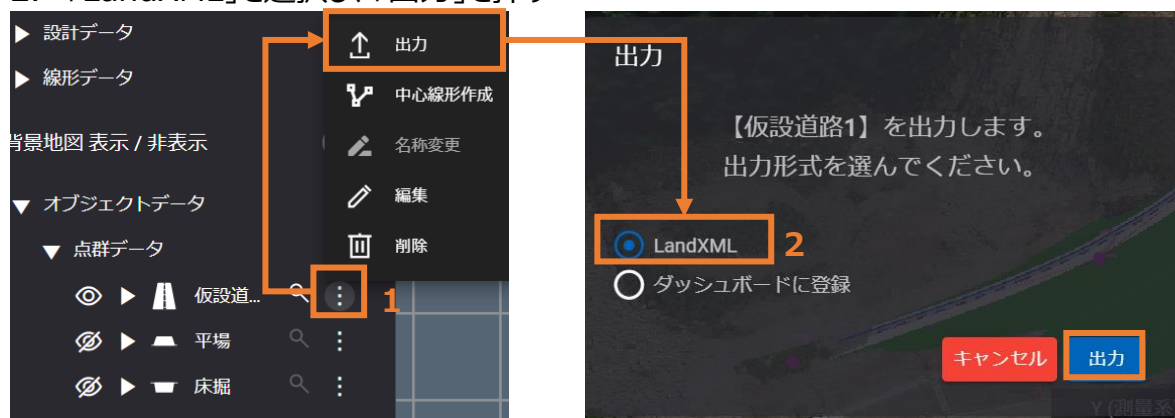 設計データ
線形データ
背景地図 表示 / 非表示
オブジェクトデータ
点群データ
仮設道...
平場
床掘
出力
中心線形作成
名称変更
編集
削除
1
出力
【仮設道路1】を出力します。
出力形式を選んでください。
LandXML
2
ダッシュボードに登録
キャンセル
出力